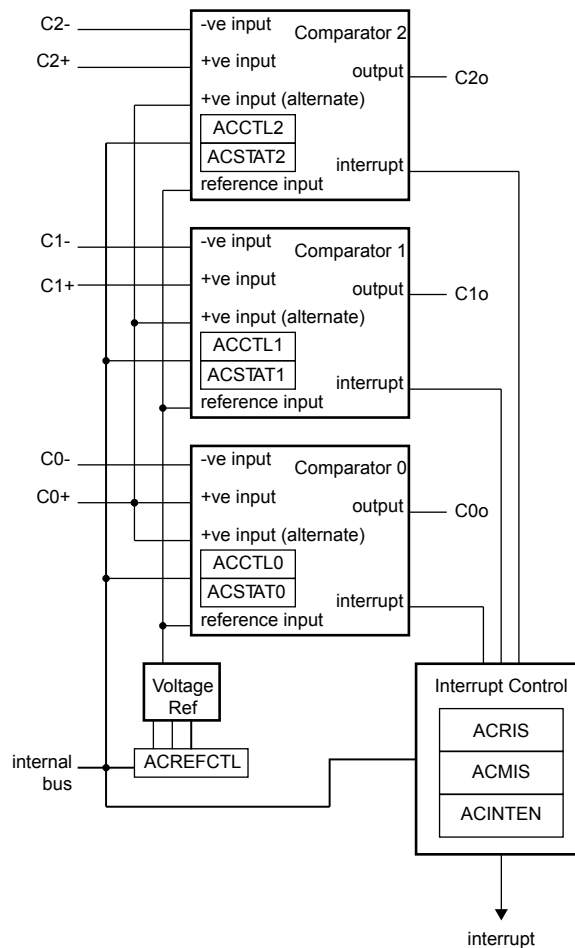 C2-
-ve input
Comparator 2
C2+
+ve input
output
C2o
+ve input (alternate)
ACCTL2
ACSTAT2
interrupt
reference input
C1-
-ve input
Comparator 1
C1+
+ve input
output
C1o
+ve input (alternate)
ACCTL1
ACSTAT1
interrupt
reference input
C0-
-ve input
Comparator 0
C0+
+ve input
output
C0o
+ve input (alternate)
ACCTL0
ACSTAT0
interrupt
reference input
Voltage
Ref
Interrupt Control
ACRIS
internal
bus
ACREFCTL
ACMIS
ACINTEN
interrupt